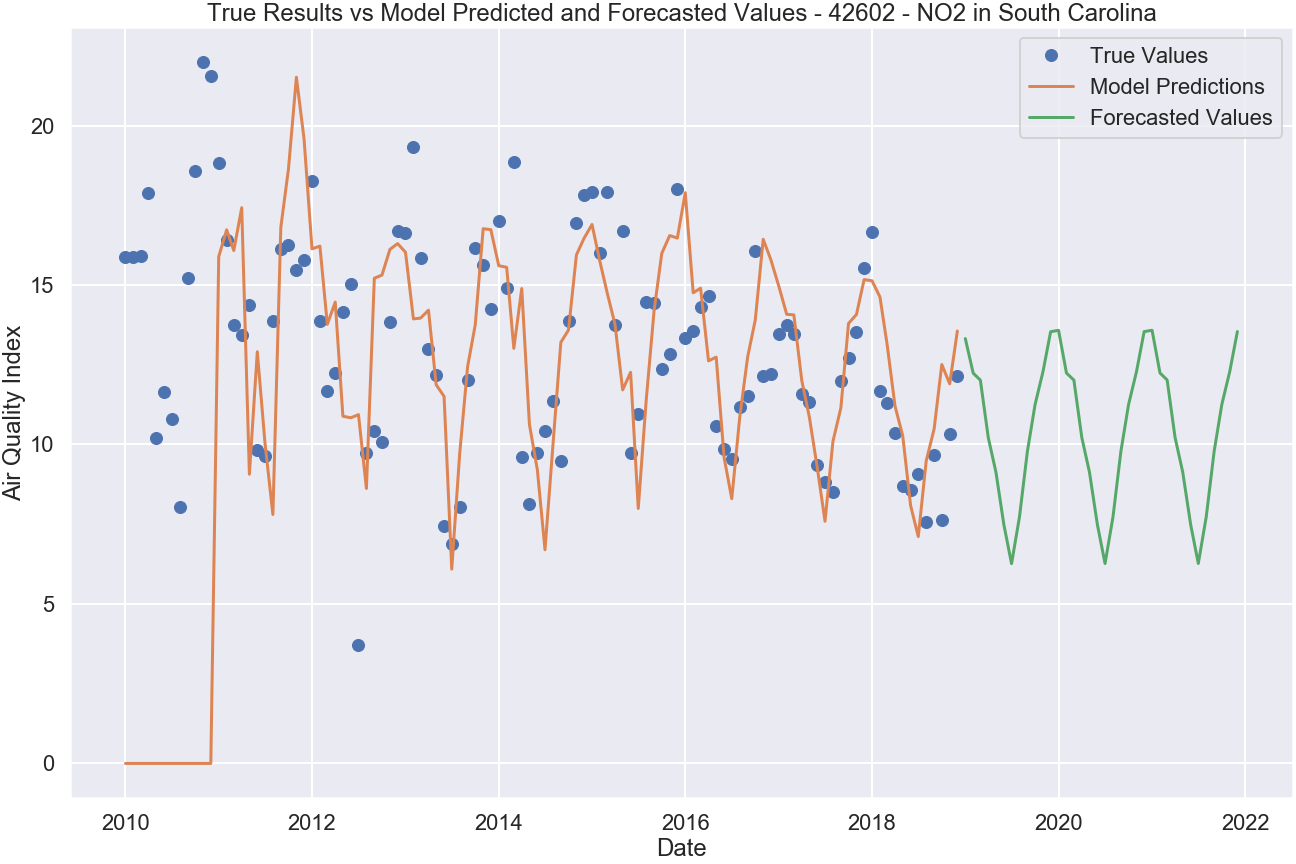 True Results vs Model Predicted and Forecasted Values - 42602 - NO2 in South Carolina
True Values
Model Predictions
Forecasted Values
Air Quality Index
20
15
10
5
0
2010 2012 2014 2016 2018 2020 2022
Date